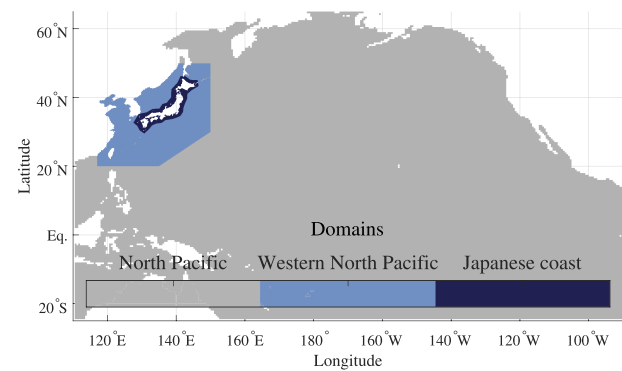 60°N
40°N
20°N
Eq.
20°S
Latitude
Domains
North Pacific Western North Pacific Japanese coast
120°E 140°E 160°E 180° 160°W 140°W 120°W 100°W
Longitude